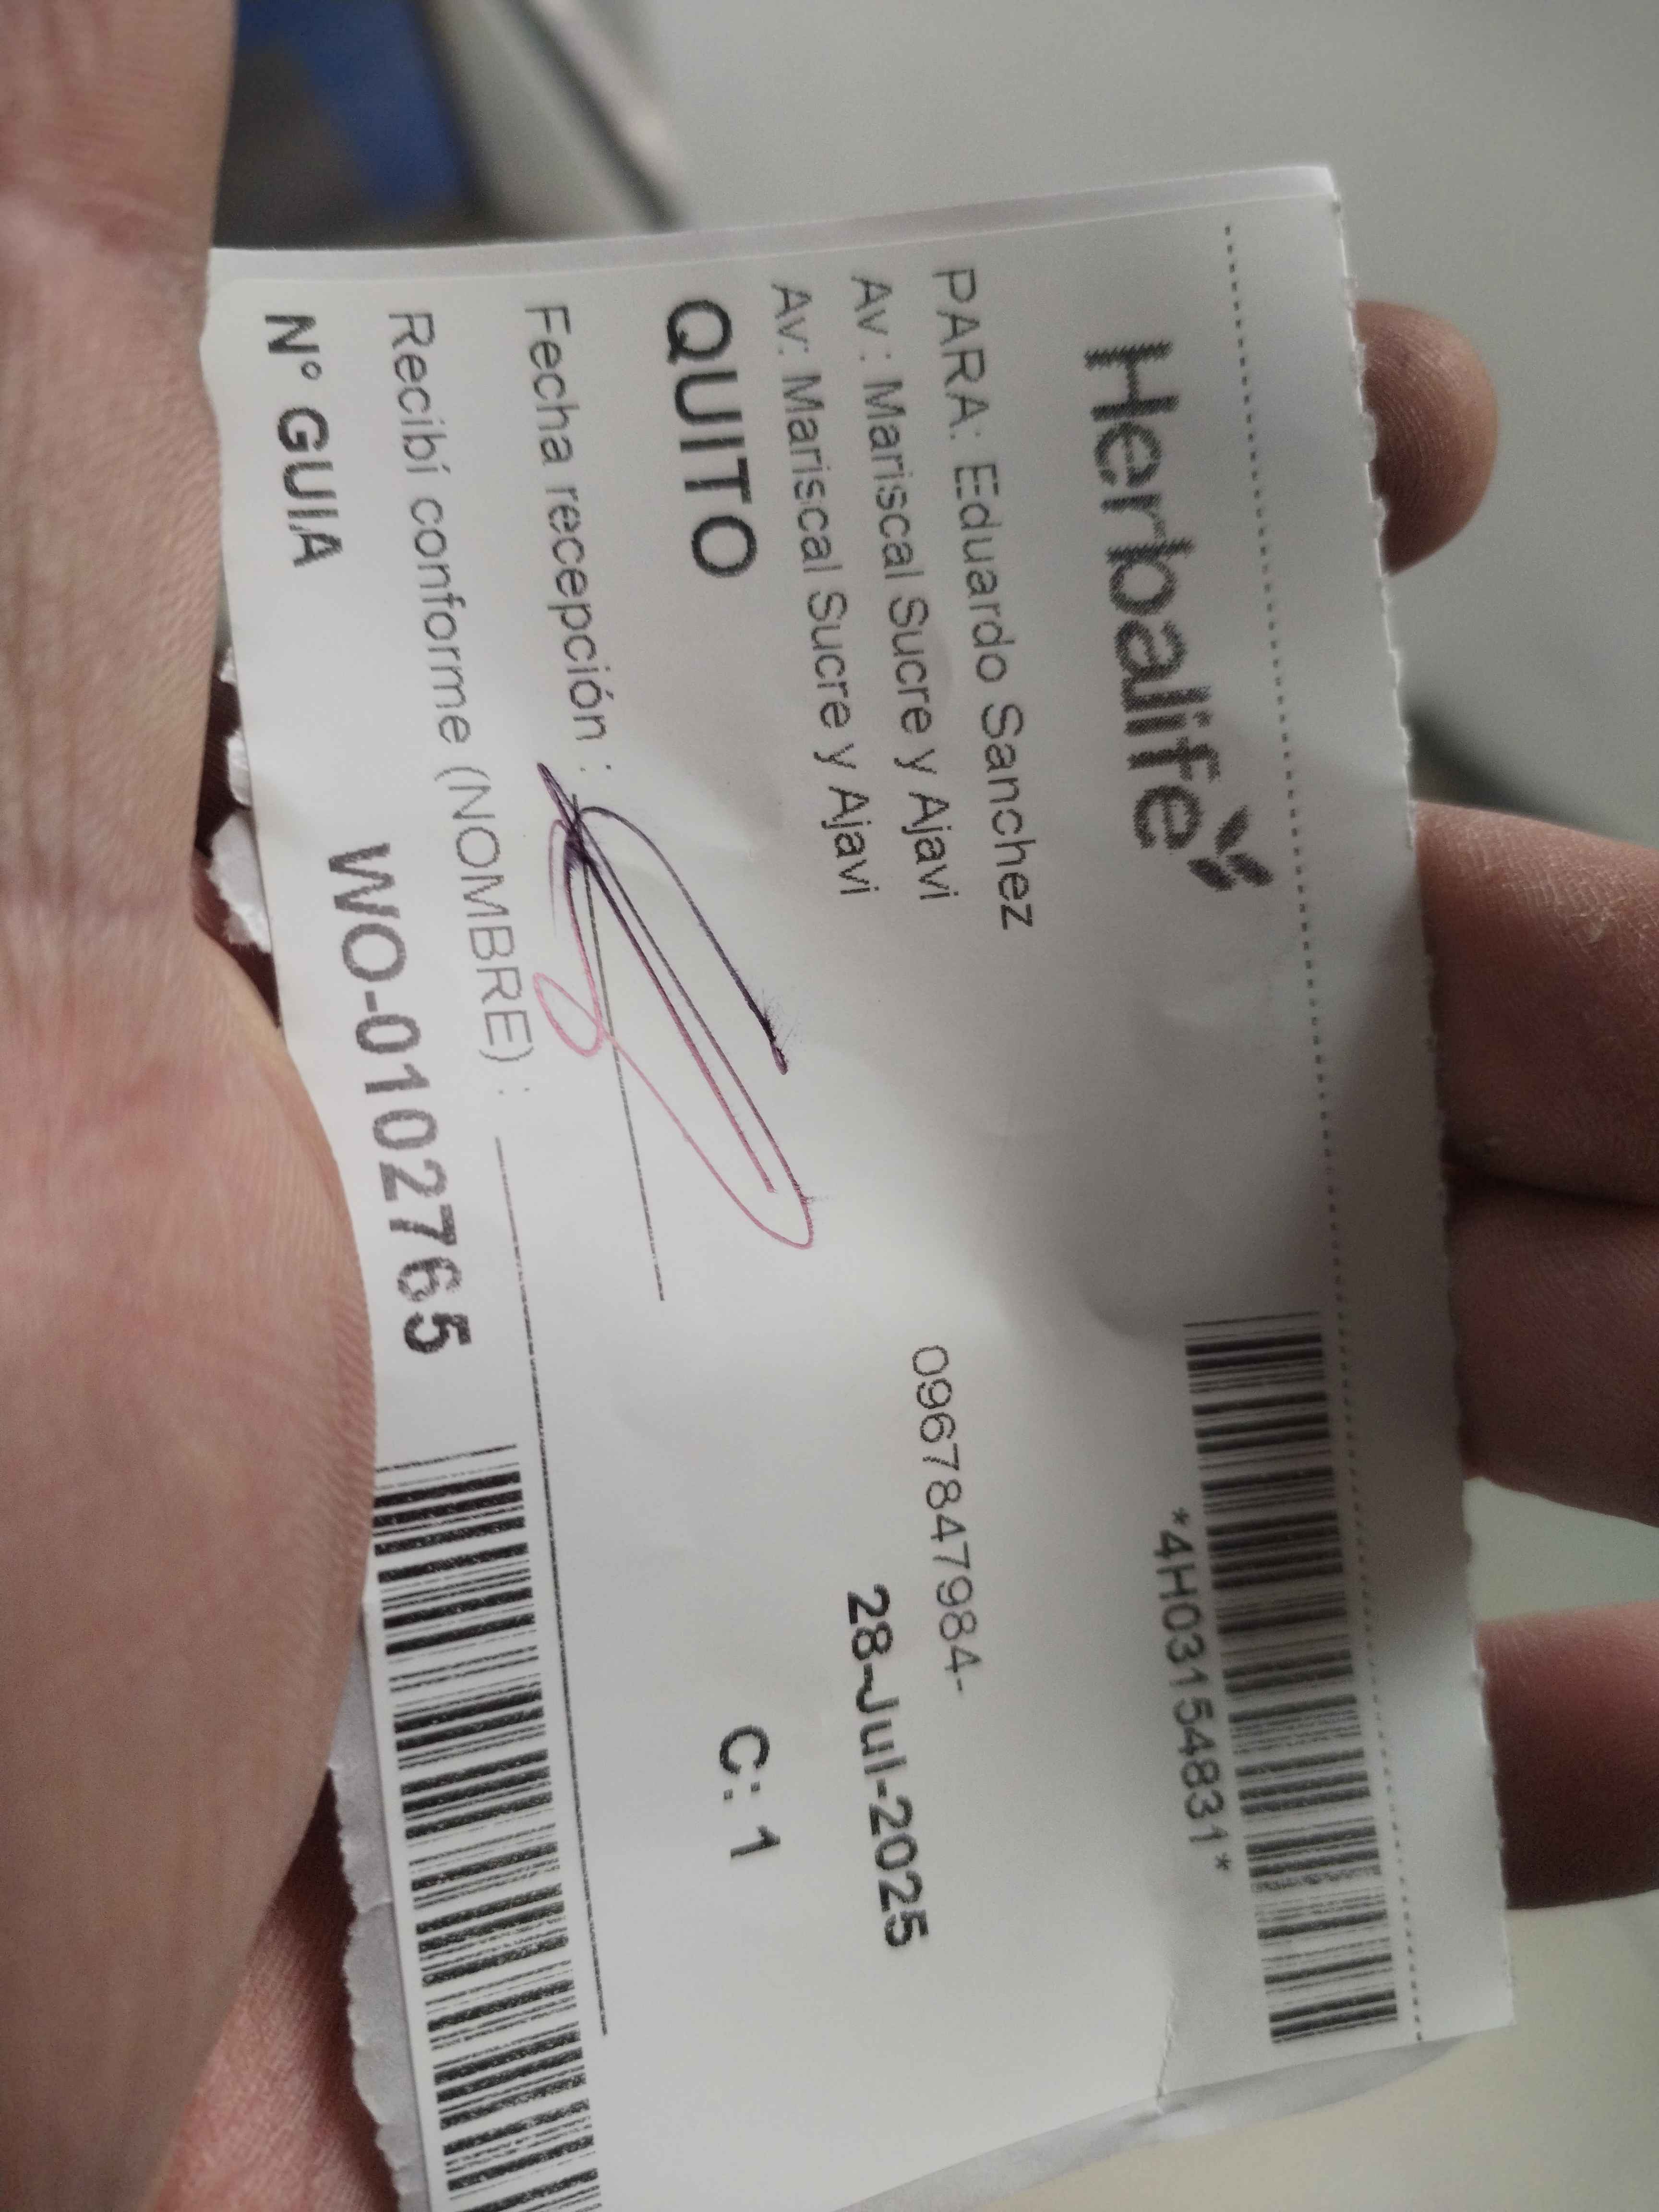 Herbalife
*4H03154831*
PARA: Eduardo Sanchez 0967847984-
Av : Mariscal Sucre y Ajavi
Av: Mariscal Sucre y Ajavi 28-Jul-2025
QUITO C: 1
Fecha recepción :
Recibí conforme (NOMBRE) :
N° GUIA WO-0102765